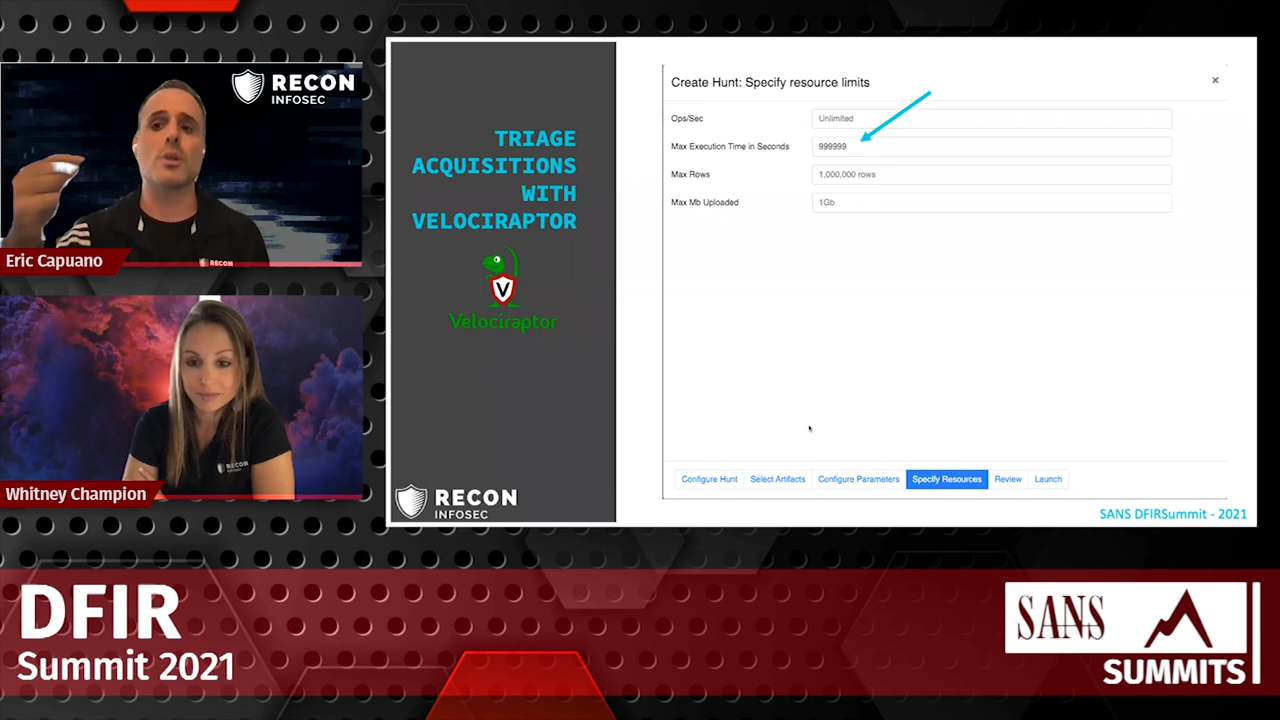 RECON
INFOSEC
Eric Capuano
RECON
Whitney Champion
RECON
INFOSEC
TRIAGE
ACQUISITIONS
WITH
VELOCIRAPTOR
V
Velociraptor
RECON
INFOSEC
Create Hunt: Specify resource limits
×
Ops/Sec
Unlimited
Max Execution Time in Seconds
999999
Max Rows
1,000,000 rows
Max Mb Uploaded
1Gb
Configure Hunt
Select Artifacts
Configure Parameters
Specify Resources
Review
Launch
SANS DFIRSummit - 2021
DFIR
Summit 2021
SANS
SUMMITS